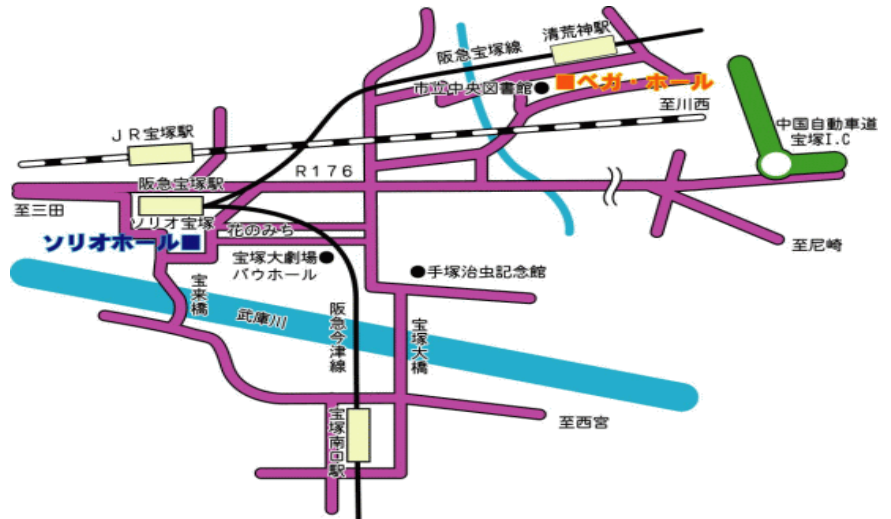 清荒神駅
阪急宝塚線
市立中央図書館●
■ベガ・ホール
至川西
中国自動車道
宝塚I.C
JR宝塚駅
R176
阪急宝塚駅
至三田
ソリオ宝塚
花のみち
ソリオホール■
至尼崎
宝塚大劇場●
バウホール
●手塚治虫記念館
宝来橋
武庫川
阪急今津線
宝塚大橋
宝塚南口駅
至西宮